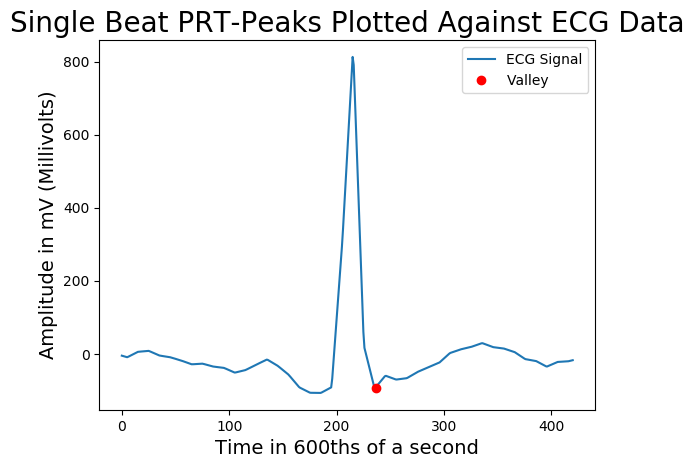 Single Beat PRT-Peaks Plotted Against ECG Data
ECG Signal
Valley
Amplitude in mV (Millivolts)
800
600
400
200
0
0 100 200 300 400
Time in 600ths of a second